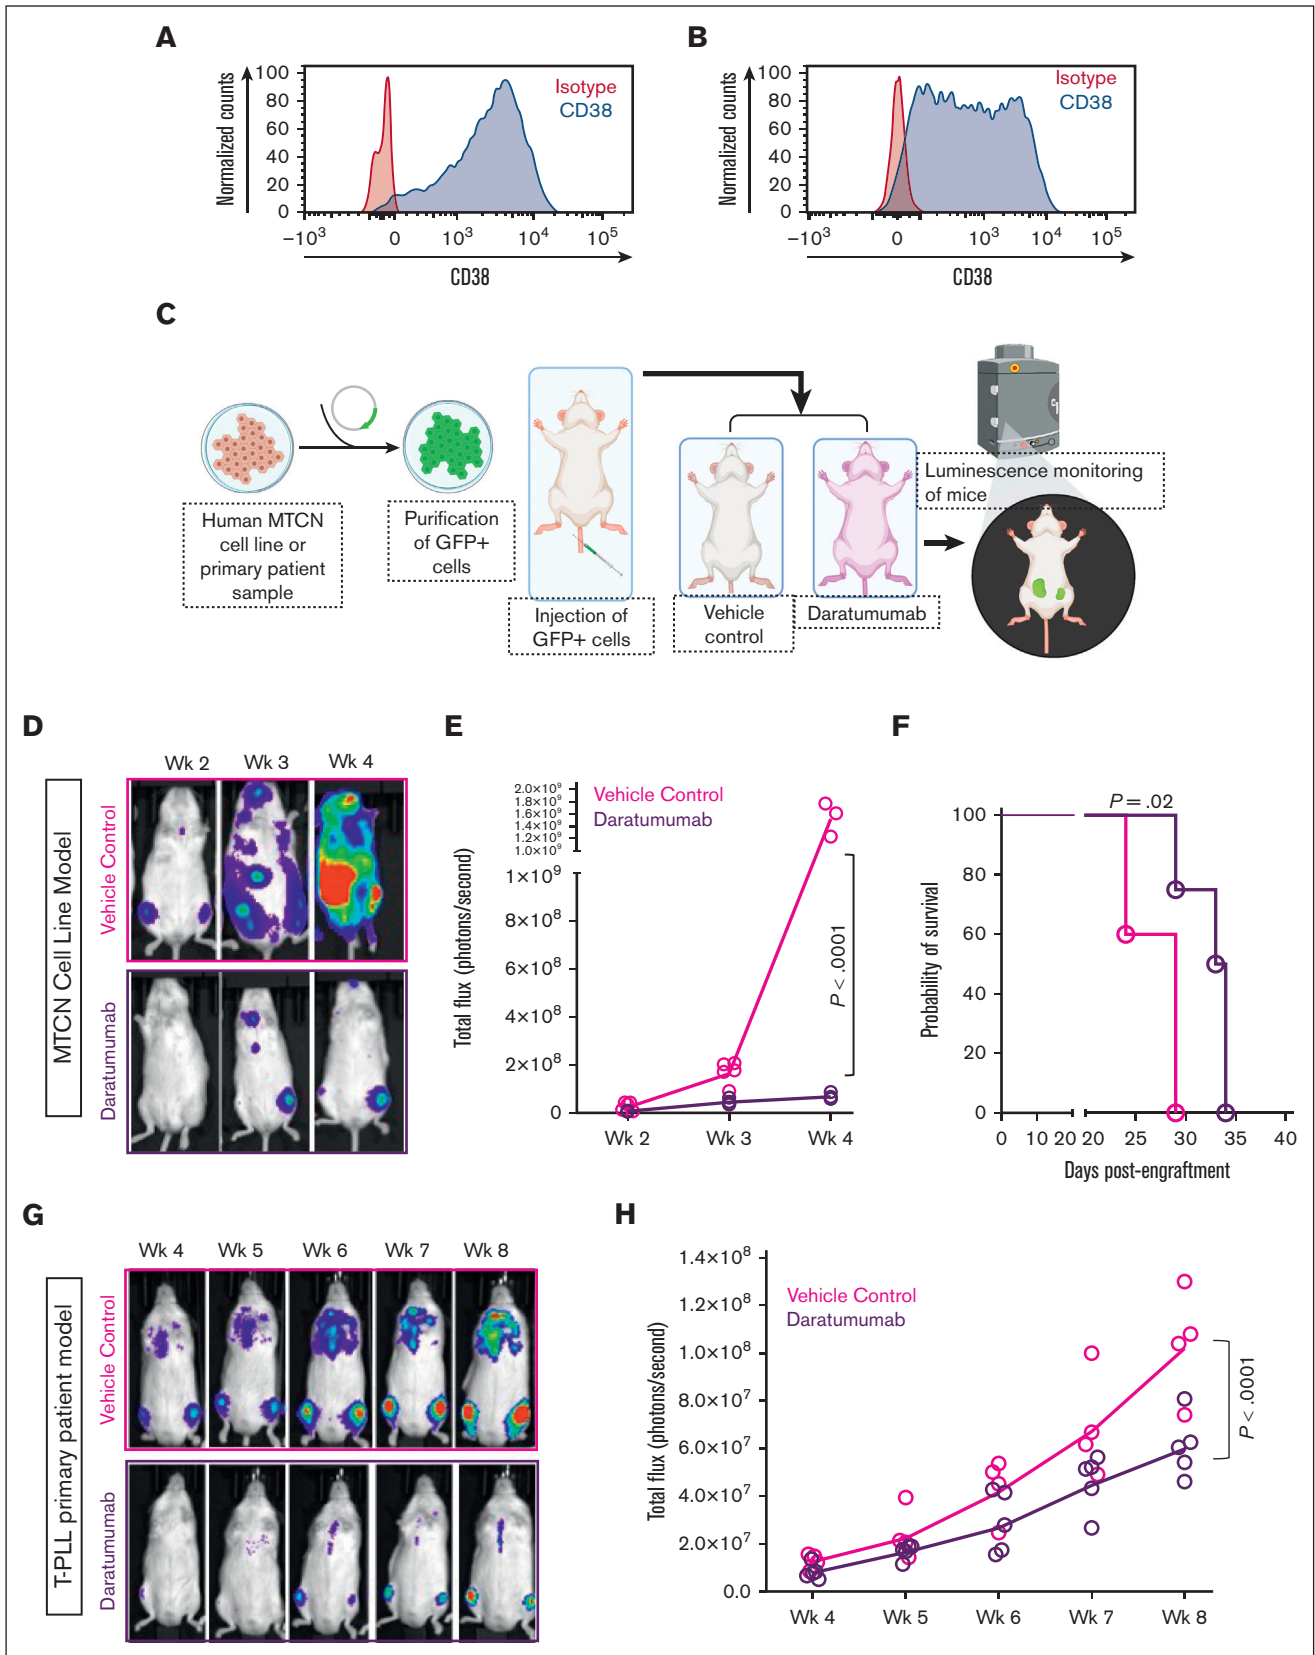 A
Normalized counts
100
80
60
40
20
0
Isotype
CD38
−10³ 0 10³ 10⁴ 10⁵
CD38
B
Normalized counts
100
80
60
40
20
0
Isotype
CD38
−10³ 0 10³ 10⁴ 10⁵
CD38
C
Human MTCN
cell line or
primary patient
sample
Purification
of GFP+
cells
Injection of
GFP+ cells
Vehicle
control
Daratumumab
Luminescence monitoring
of mice
D
MTCN Cell Line Model
Wk 2 Wk 3 Wk 4
Vehicle Control
Daratumumab
E
Total flux (photons/second)
2.0×10⁹
1.8×10⁹
1.6×10⁹
1.4×10⁹
1.2×10⁹
1.0×10⁹
1×10⁹
8×10⁸
6×10⁸
4×10⁸
2×10⁸
0
Vehicle Control
Daratumumab
P < .0001
Wk 2 Wk 3 Wk 4
F
Probability of survival
P = .02
100
80
60
40
20
0
0 10 20 20 25 30 35 40
Days post-engraftment
G
T-PLL primary patient model
Wk 4 Wk 5 Wk 6 Wk 7 Wk 8
Vehicle Control
Daratumumab
H
Total flux (photons/second)
1.4×10⁸
1.2×10⁸
1.0×10⁸
8.0×10⁷
6.0×10⁷
4.0×10⁷
2.0×10⁷
0.0
Vehicle Control
Daratumumab
P < .0001
Wk 4 Wk 5 Wk 6 Wk 7 Wk 8